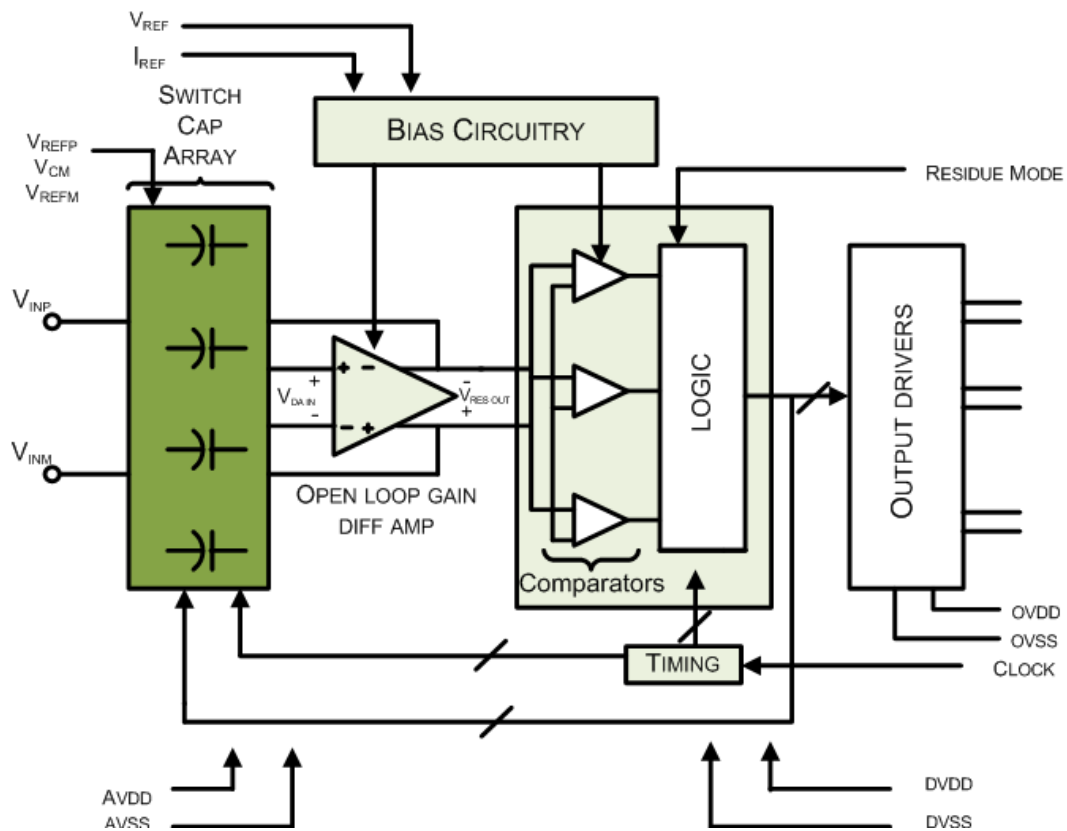 VREF
IREF
SWITCH
CAP
ARRAY
BIAS CIRCUITRY
VREFP
VCM
VREFM
RESIDUE MODE
VINP
+ -
+
VDA IN
-
-
VRES-OUT
+
- +
VINM
OPEN LOOP GAIN
DIFF AMP
LOGIC
OUTPUT DRIVERS
Comparators
OVDD
OVSS
TIMING
CLOCK
AVDD
AVSS
DVDD
DVSS